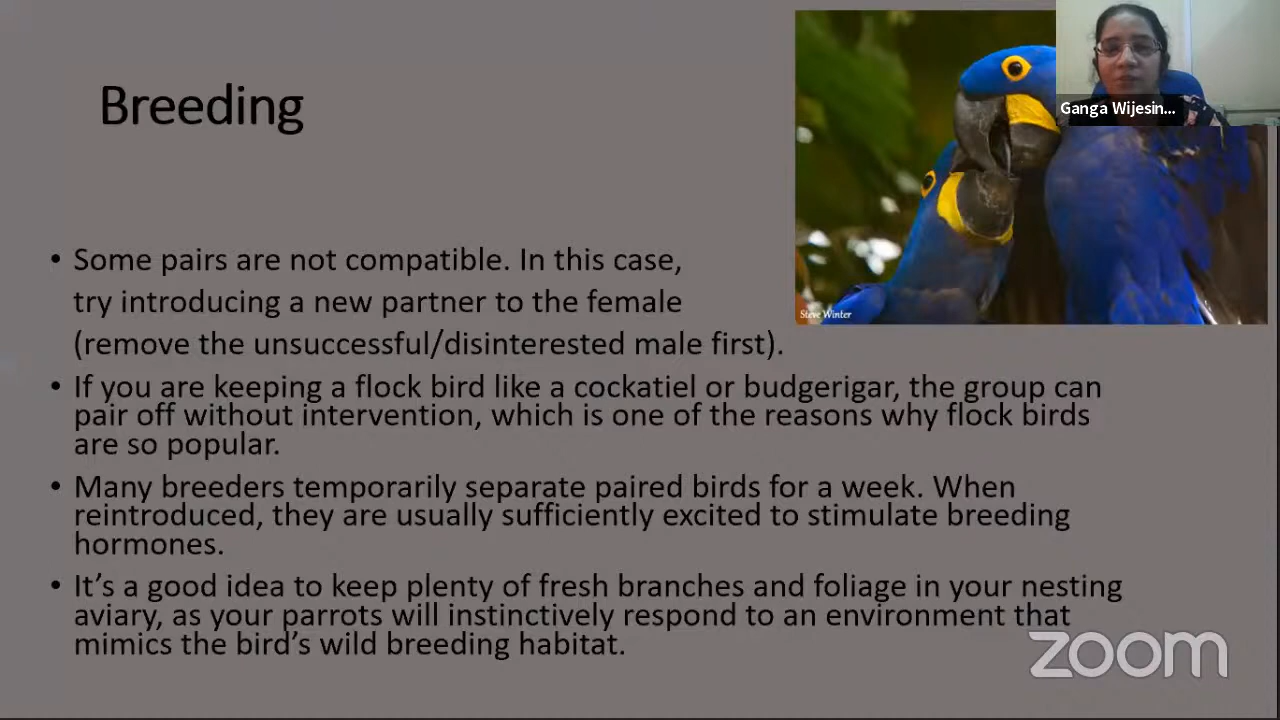 Breeding
Ganga Wijesin...
Steve Winter
• Some pairs are not compatible. In this case,
try introducing a new partner to the female
(remove the unsuccessful/disinterested male first).
• If you are keeping a flock bird like a cockatiel or budgerigar, the group can
pair off without intervention, which is one of the reasons why flock birds
are so popular.
• Many breeders temporarily separate paired birds for a week. When
reintroduced, they are usually sufficiently excited to stimulate breeding
hormones.
• It’s a good idea to keep plenty of fresh branches and foliage in your nesting
aviary, as your parrots will instinctively respond to an environment that
mimics the bird’s wild breeding habitat.
zoom